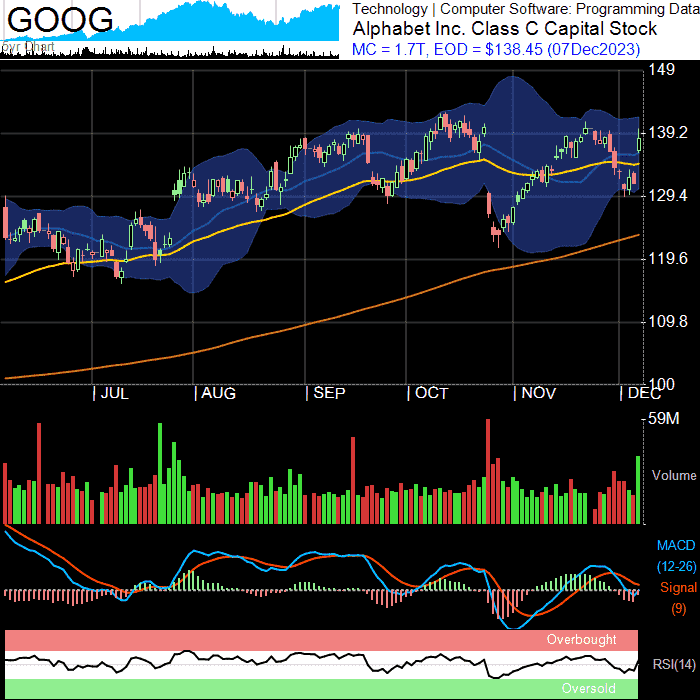 GOOG
Technology | Computer Software: Programming Data
Alphabet Inc. Class C Capital Stock
MC = 1.7T, EOD = $138.45 (07Dec2023)
Chart
149
139.2
129.4
119.6
109.8
100
| JUL | AUG | SEP | OCT | NOV | DEC
59M
Volume
MACD
(12-26)
Signal
(9)
Overbought
RSI(14)
Oversold